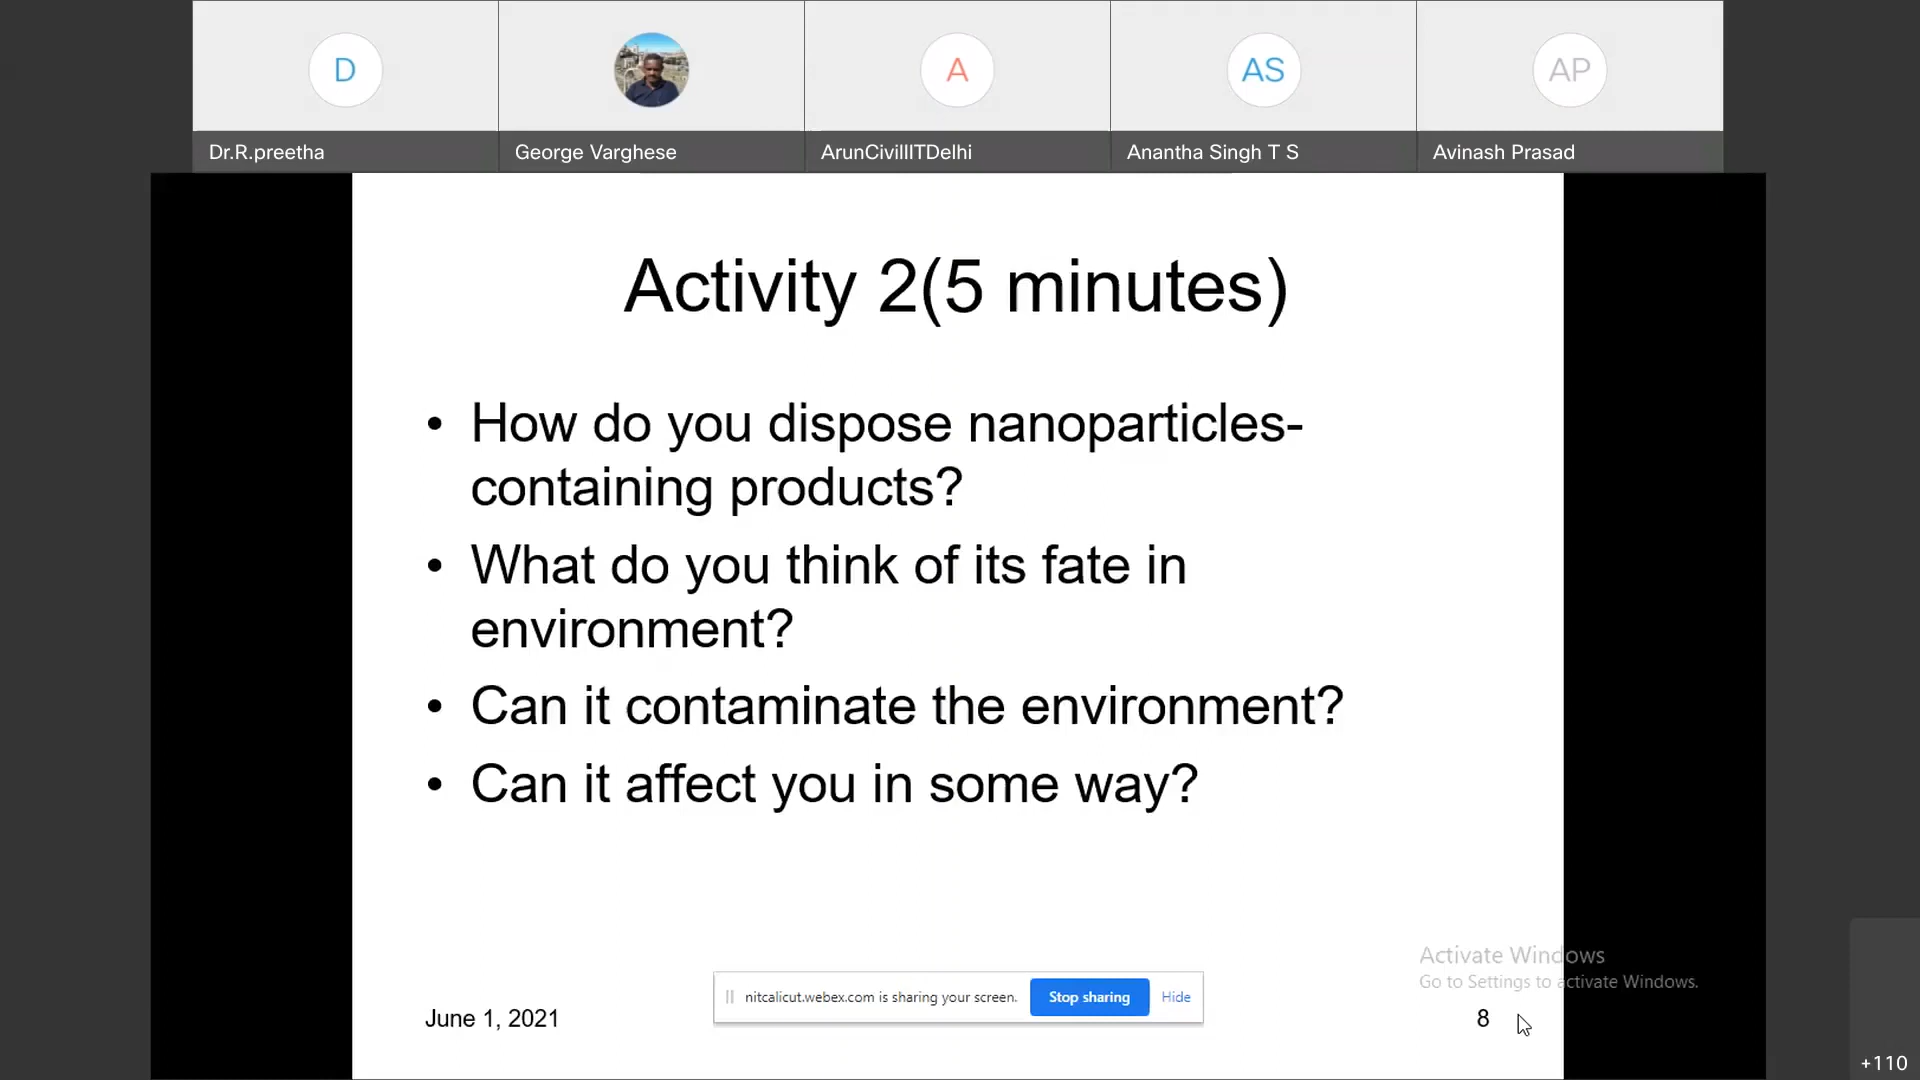 D
A
AS
AP
Dr.R.preetha
George Varghese
ArunCivilIITDelhi
Anantha Singh T S
Avinash Prasad
Activity 2(5 minutes)
• How do you dispose nanoparticles-
containing products?
• What do you think of its fate in
environment?
• Can it contaminate the environment?
• Can it affect you in some way?
Activate Windows
Go to Settings to activate Windows.
nitcalicut.webex.com is sharing your screen.
Stop sharing
Hide
June 1, 2021
8
+110